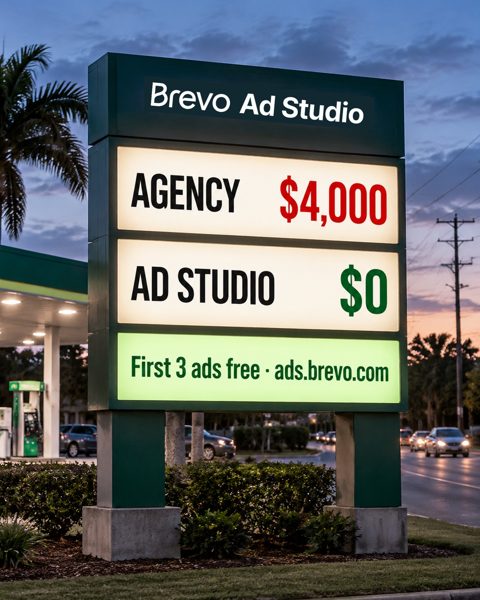 Brevo Ad Studio
AGENCY $4,000
AD STUDIO $0
First 3 ads free · ads.brevo.com